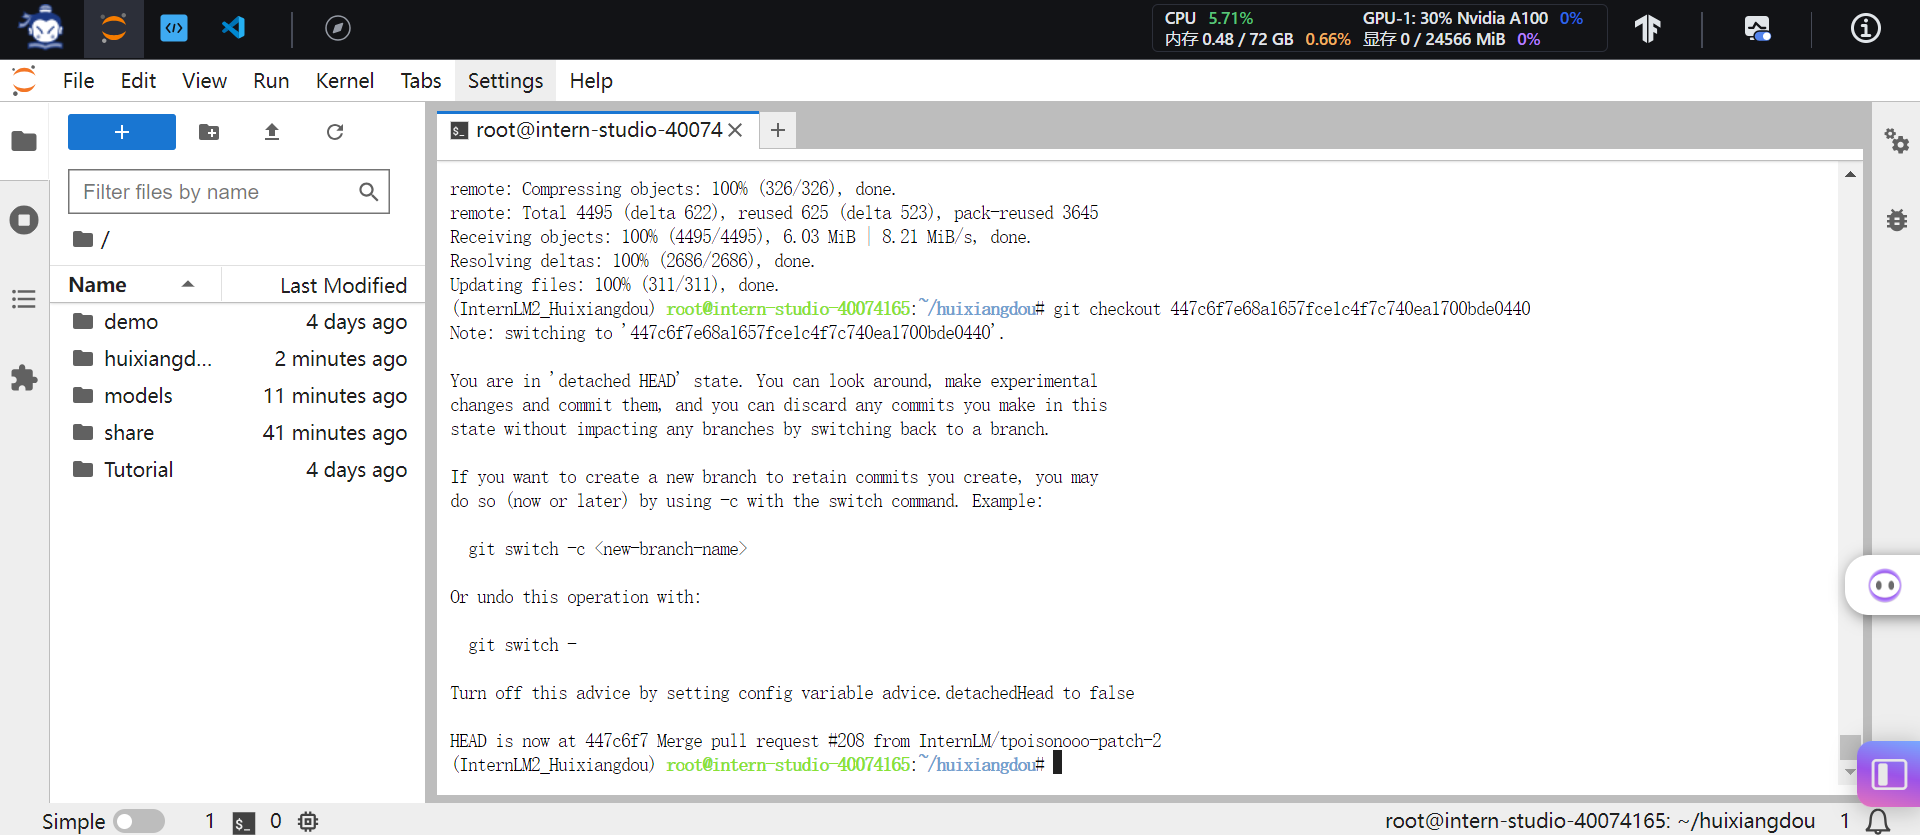 CPU 5.71% GPU-1: 30% Nvidia A100 0%
内存 0.48 / 72 GB 0.66% 显存 0 / 24566 MiB 0%
File Edit View Run Kernel Tabs Settings Help
root@intern-studio-40074
Filter files by name
/
Name Last Modified
demo 4 days ago
huixiangd... 2 minutes ago
models 11 minutes ago
share 41 minutes ago
Tutorial 4 days ago
remote: Compressing objects: 100% (326/326), done.
remote: Total 4495 (delta 622), reused 625 (delta 523), pack-reused 3645
Receiving objects: 100% (4495/4495), 6.03 MiB | 8.21 MiB/s, done.
Resolving deltas: 100% (2686/2686), done.
Updating files: 100% (311/311), done.
(InternLM2_Huixiangdou) root@intern-studio-40074165:~/huixiangdou# git checkout 447c6f7e68a1657fce1c4f7c740ea1700bde0440
Note: switching to '447c6f7e68a1657fce1c4f7c740ea1700bde0440'.
You are in 'detached HEAD' state. You can look around, make experimental
changes and commit them, and you can discard any commits you make in this
state without impacting any branches by switching back to a branch.
If you want to create a new branch to retain commits you create, you may
do so (now or later) by using -c with the switch command. Example:
git switch -c <new-branch-name>
Or undo this operation with:
git switch -
Turn off this advice by setting config variable advice.detachedHead to false
HEAD is now at 447c6f7 Merge pull request #208 from InternLM/tpoisonooo-patch-2
(InternLM2_Huixiangdou) root@intern-studio-40074165:~/huixiangdou#
Simple 1 0 root@intern-studio-40074165: ~/huixiangdou 1